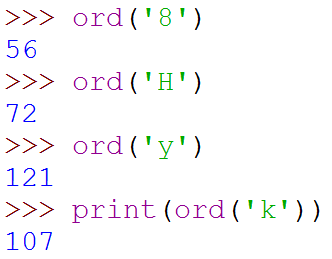 >>> ord('8')
56
>>> ord('H')
72
>>> ord('y')
121
>>> print(ord('k'))
107